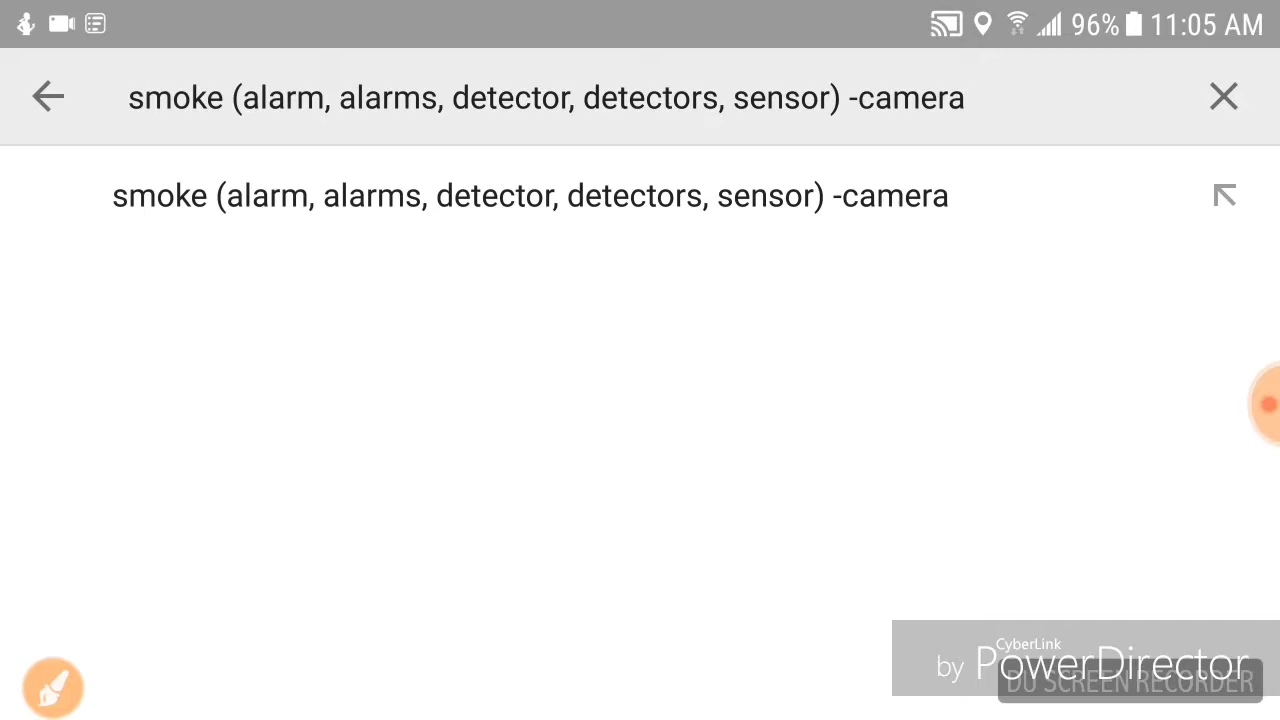 96% 11:05 AM
smoke (alarm, alarms, detector, detectors, sensor) -camera
smoke (alarm, alarms, detector, detectors, sensor) -camera
CyberLink
by PowerDirector
DU SCREEN RECORDER